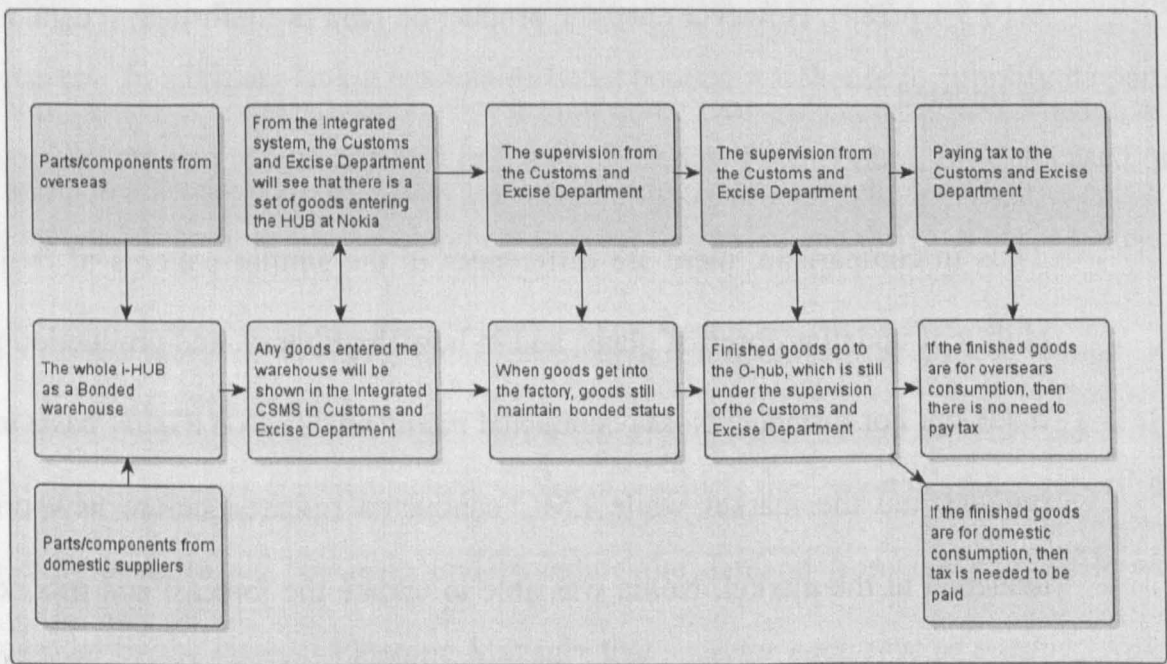 Parts/components from
overseas
From the Integrated
system, the Customs
and Excise Department
will see that there is a
set of goods entering
the HUB at Nokia
The supervision from
the Customs and
Excise Department
The supervision from
the Customs and
Excise Department
Paying tax to the
Customs and Excise
Department
The whole i-HUB
as a Bonded
warehouse
Any goods entered the
warehouse will be
shown in the Integrated
CSMS in Customs and
Excise Department
When goods get into
the factory, goods still
maintain bonded status
Finished goods go to
the O-hub, which is still
under the supervision
of the Customs and
Excise Department
If the finished goods
are for oversears
consumption, then
there is no need to
pay tax
Parts/components from
domestic suppliers
If the finished goods
are for domestic
consumption, then
tax is needed to be
paid